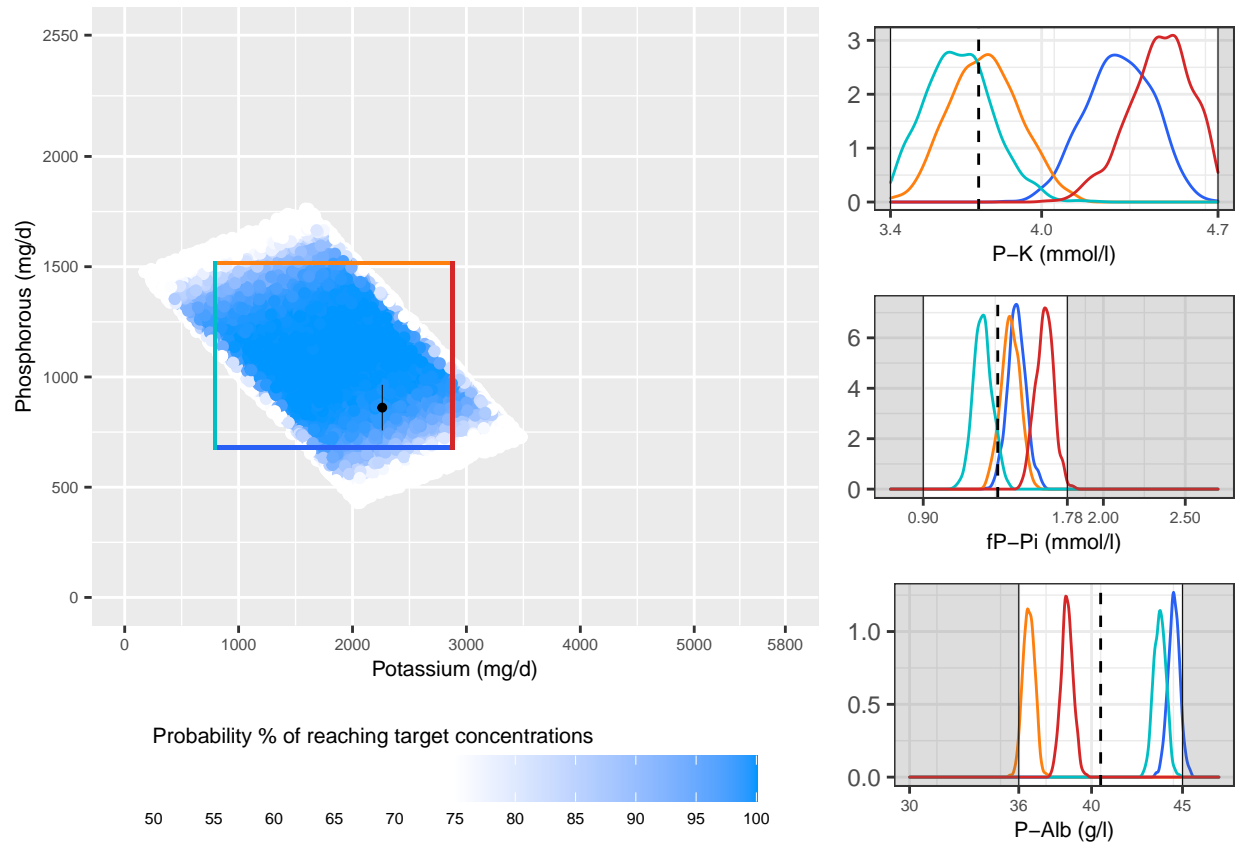 2550
2000
1500
1000
500
0
Phosphorous (mg/d)
0 1000 2000 3000 4000 5000 5800
Potassium (mg/d)
Probability % of reaching target concentrations
50 55 60 65 70 75 80 85 90 95 100
3
2
1
0
3.4 4.0 4.7
P−K (mmol/l)
6
4
2
0
0.90 1.78 2.00 2.50
fP−Pi (mmol/l)
1.0
0.5
0.0
30 36 40 45
P−Alb (g/l)